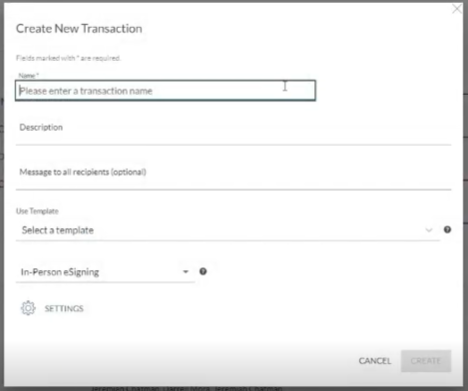 Create New Transaction
Fields marked with * are required.
Name *
Please enter a transaction name
Description
Message to all recipients (optional)
Use Template
Select a template
In-Person eSigning
SETTINGS
CANCEL
CREATE